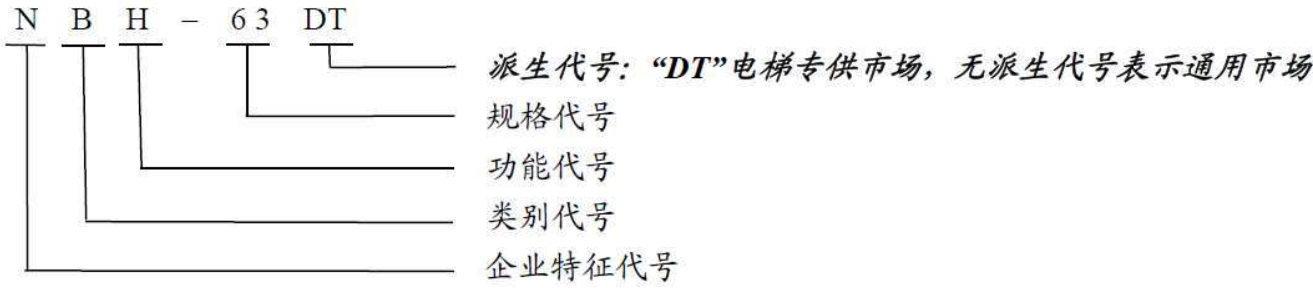 N B H – 63 DT
派生代号：“DT”电梯专供市场，无派生代号表示通用市场
规格代号
功能代号
类别代号
企业特征代号